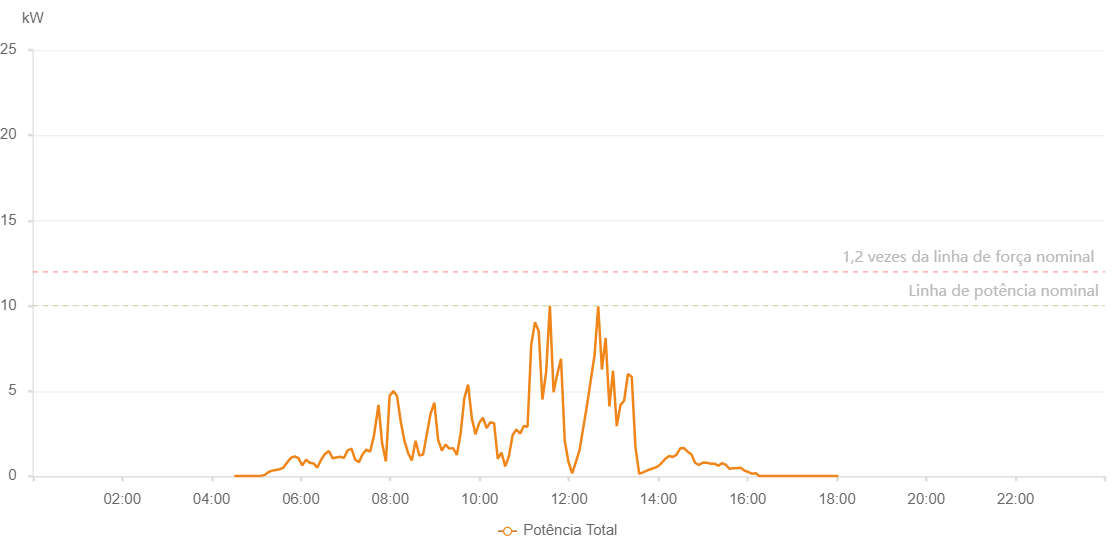 kW
25
20
15
1,2 vezes da linha de força nominal
Linha de potência nominal
10
5
0
02:00 04:00 06:00 08:00 10:00 12:00 14:00 16:00 18:00 20:00 22:00
Potência Total